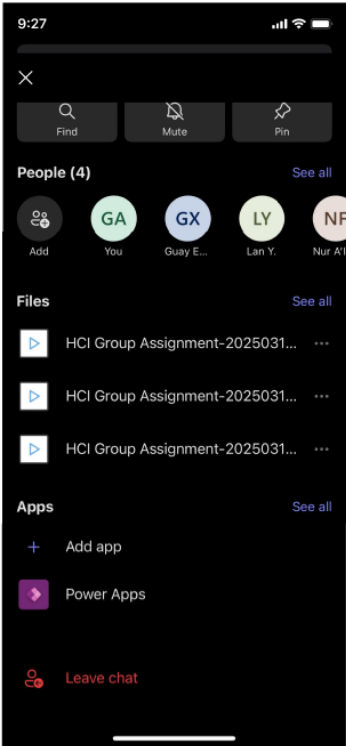 9:27
Find
Mute
Pin
People (4)
See all
GA
GX
LY
NF
Add
You
Guay E...
Lan Y.
Nur A'l
Files
See all
HCI Group Assignment-2025031...
HCI Group Assignment-2025031...
HCI Group Assignment-2025031...
Apps
See all
Add app
Power Apps
Leave chat